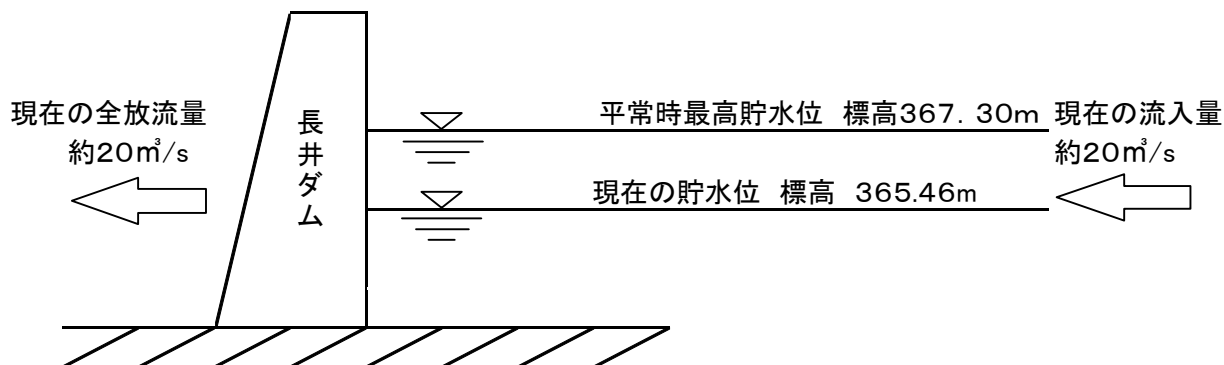 現在の全放流量
約20㎥/s
長井ダム
平常時最高貯水位 標高367. 30m
現在の貯水位 標高 365.46m
現在の流入量
約20㎥/s